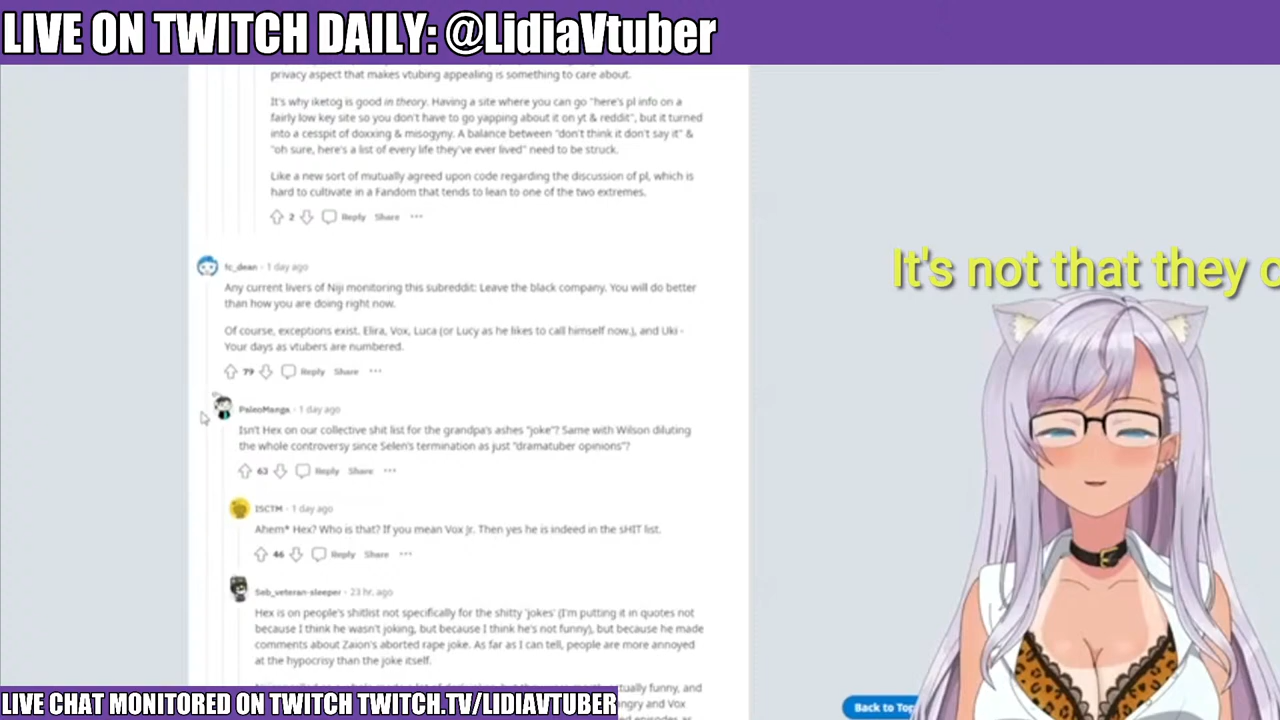 LIVE ON TWITCH DAILY: @LidiaVtuber
privacy aspect that makes vtubing appealing is something to care about.
It's why iketog is good in theory. Having a site where you can go "here's pl info on a
fairly low key site so you don't have to go yapping about it on yt & reddit", but it turned
into a cesspit of doxxing & misogyny. A balance between "don't think it don't say it" &
"oh sure, here's a list of every life they've ever lived" need to be struck.
Like a new sort of mutually agreed upon code regarding the discussion of pl, which is
hard to cultivate in a Fandom that tends to lean to one of the two extremes.
2 Reply Share ...
It's not that they c
fc_dean · 1 day ago
Any current livers of Niji monitoring this subreddit: Leave the black company. You will do better
than how you are doing right now.
Of course, exceptions exist. Elira, Vox, Luca (or Lucy as he likes to call himself now.), and Uki -
Your days as vtubers are numbered.
79 Reply Share ...
PaleoManga · 1 day ago
Isn't Hex on our collective shit list for the grandpa's ashes "joke"? Same with Wilson diluting
the whole controversy since Selen's termination as just "dramatuber opinions"?
63 Reply Share ...
ISCTM · 1 day ago
Ahem* Hex? Who is that? If you mean Vox Jr. Then yes he is indeed in the sHIT list.
46 Reply Share ...
Seb_veteran-sleeper · 23 hr. ago
Hex is on people's shitlist not specifically for the shitty 'jokes' (I'm putting it in quotes not
because I think he wasn't joking, but because I think he's not funny), but because he made
comments about Zaion's aborted rape joke. As far as I can tell, people are more annoyed
at the hypocrisy than the joke itself.
ctually funny, and
ngry and Vox
Back to Top
LIVE CHAT MONITORED ON TWITCH TWITCH.TV/LIDIAVTUBER